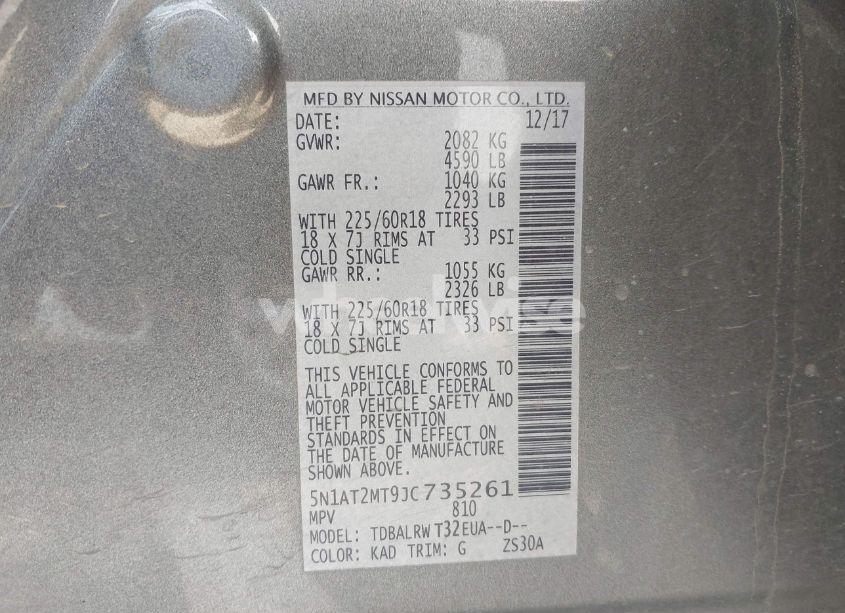 MFD BY NISSAN MOTOR CO., LTD.
DATE: 12/17
GVWR: 2082 KG
4590 LB
GAWR FR.: 1040 KG
2293 LB
WITH 225/60R18 TIRES
18 X 7J RIMS AT 33 PSI
COLD SINGLE
GAWR RR.: 1055 KG
2326 LB
WITH 225/60R18 TIRES
18 X 7J RIMS AT 33 PSI
COLD SINGLE
THIS VEHICLE CONFORMS TO
ALL APPLICABLE FEDERAL
MOTOR VEHICLE SAFETY AND
THEFT PREVENTION
STANDARDS IN EFFECT ON
THE DATE OF MANUFACTURE
SHOWN ABOVE.
5N1AT2MT9JC735261
MPV 810
MODEL: TDBALRW T32EUA--D--
COLOR: KAD TRIM: G ZS30A